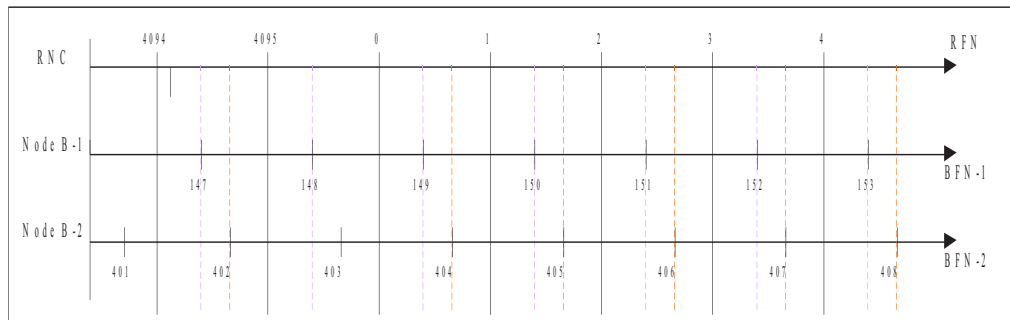 4094 4095 0 1 2 3 4 RFN
RNC
Node B-1
147 148 149 150 151 152 153 BFN-1
Node B-2
401 402 403 404 405 406 407 408 BFN-2